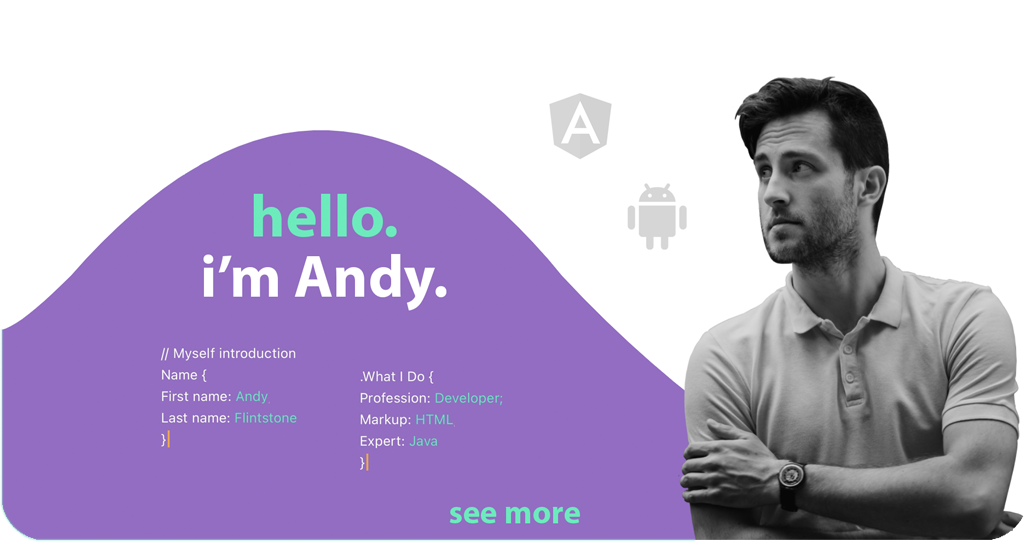 hello.
i’m Andy.
// Myself introduction
Name {
First name: Andy
Last name: Flintstone
}
.What I Do {
Profession: Developer;
Markup: HTML
Expert: Java
}
see more